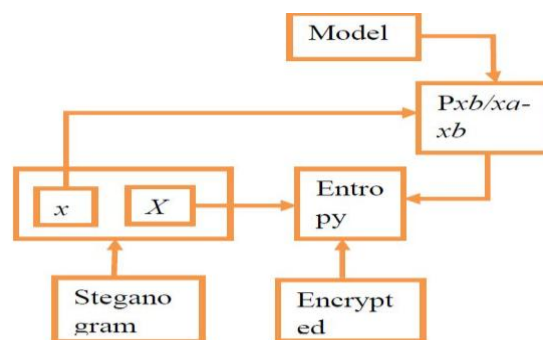 Model
Pxb/xa-
xb
x
X
Entro
py
Stegano
gram
Encrypt
ed